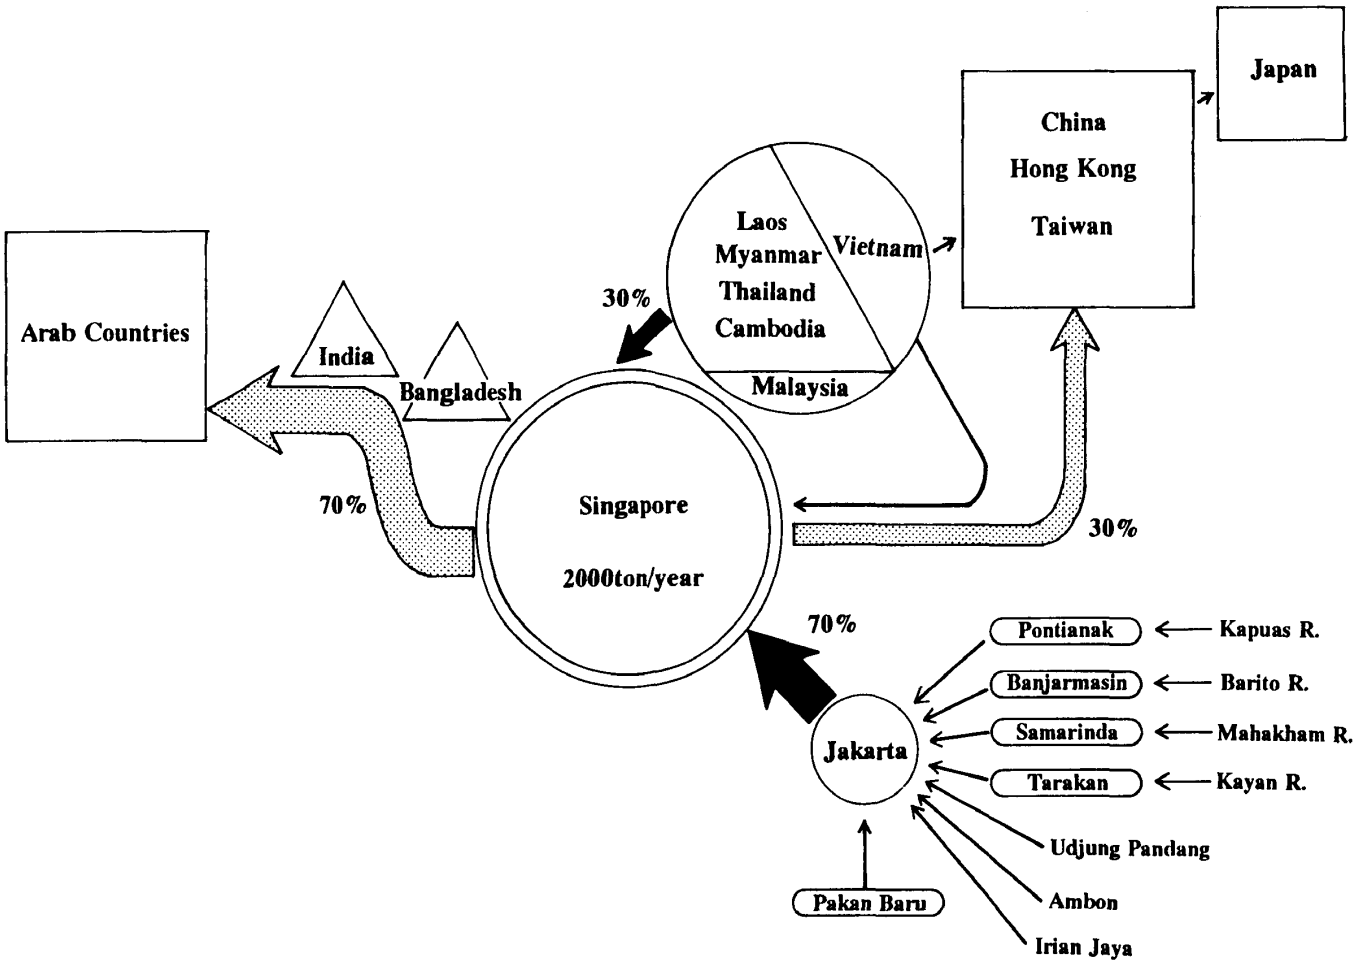 Japan
China
Hong Kong
Taiwan
Laos
Myanmar
Thailand
Cambodia
Vietnam
Malaysia
30%
Arab Countries
India
Bangladesh
70%
Singapore
2000ton/year
30%
70%
Jakarta
Pontianak
Kapuas R.
Banjarmasin
Barito R.
Samarinda
Mahakham R.
Tarakan
Kayan R.
Udjung Pandang
Ambon
Irian Jaya
Pakan Baru